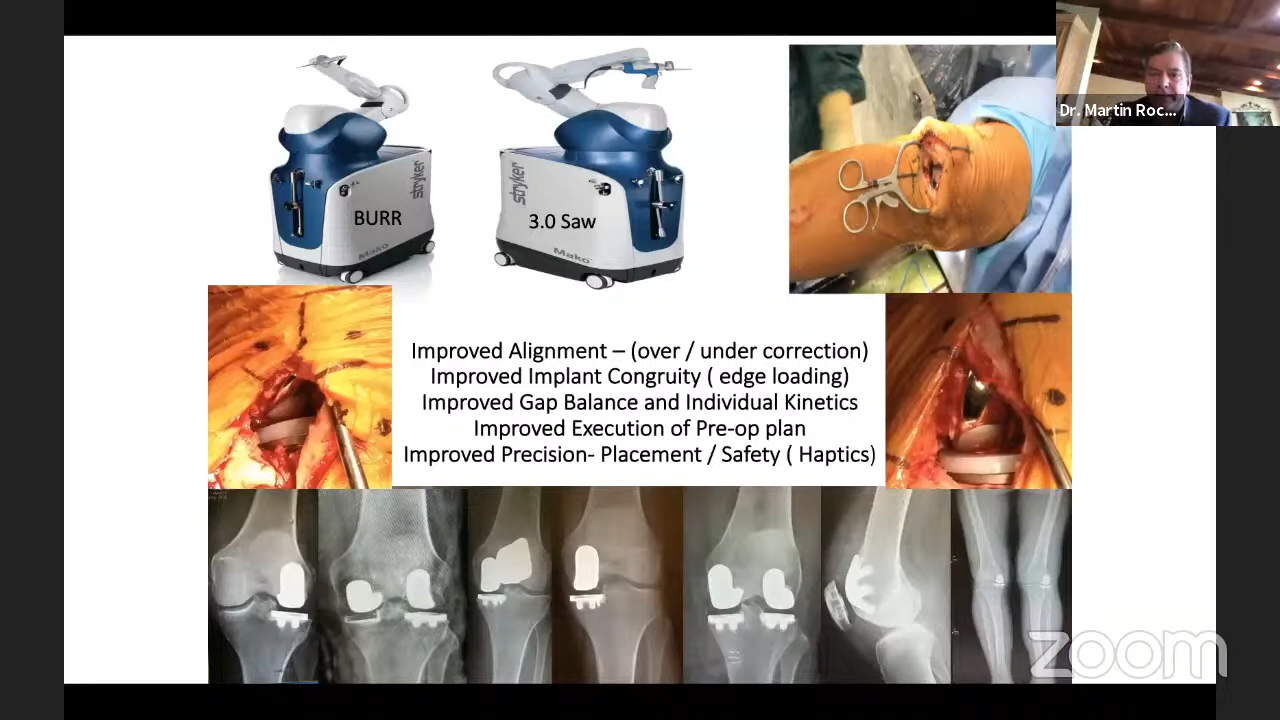 Dr. Martin Roc...
stryker
BURR
Mako
stryker
3.0 Saw
Mako
Improved Alignment – (over / under correction)
Improved Implant Congruity ( edge loading)
Improved Gap Balance and Individual Kinetics
Improved Execution of Pre-op plan
Improved Precision- Placement / Safety ( Haptics)
zoom